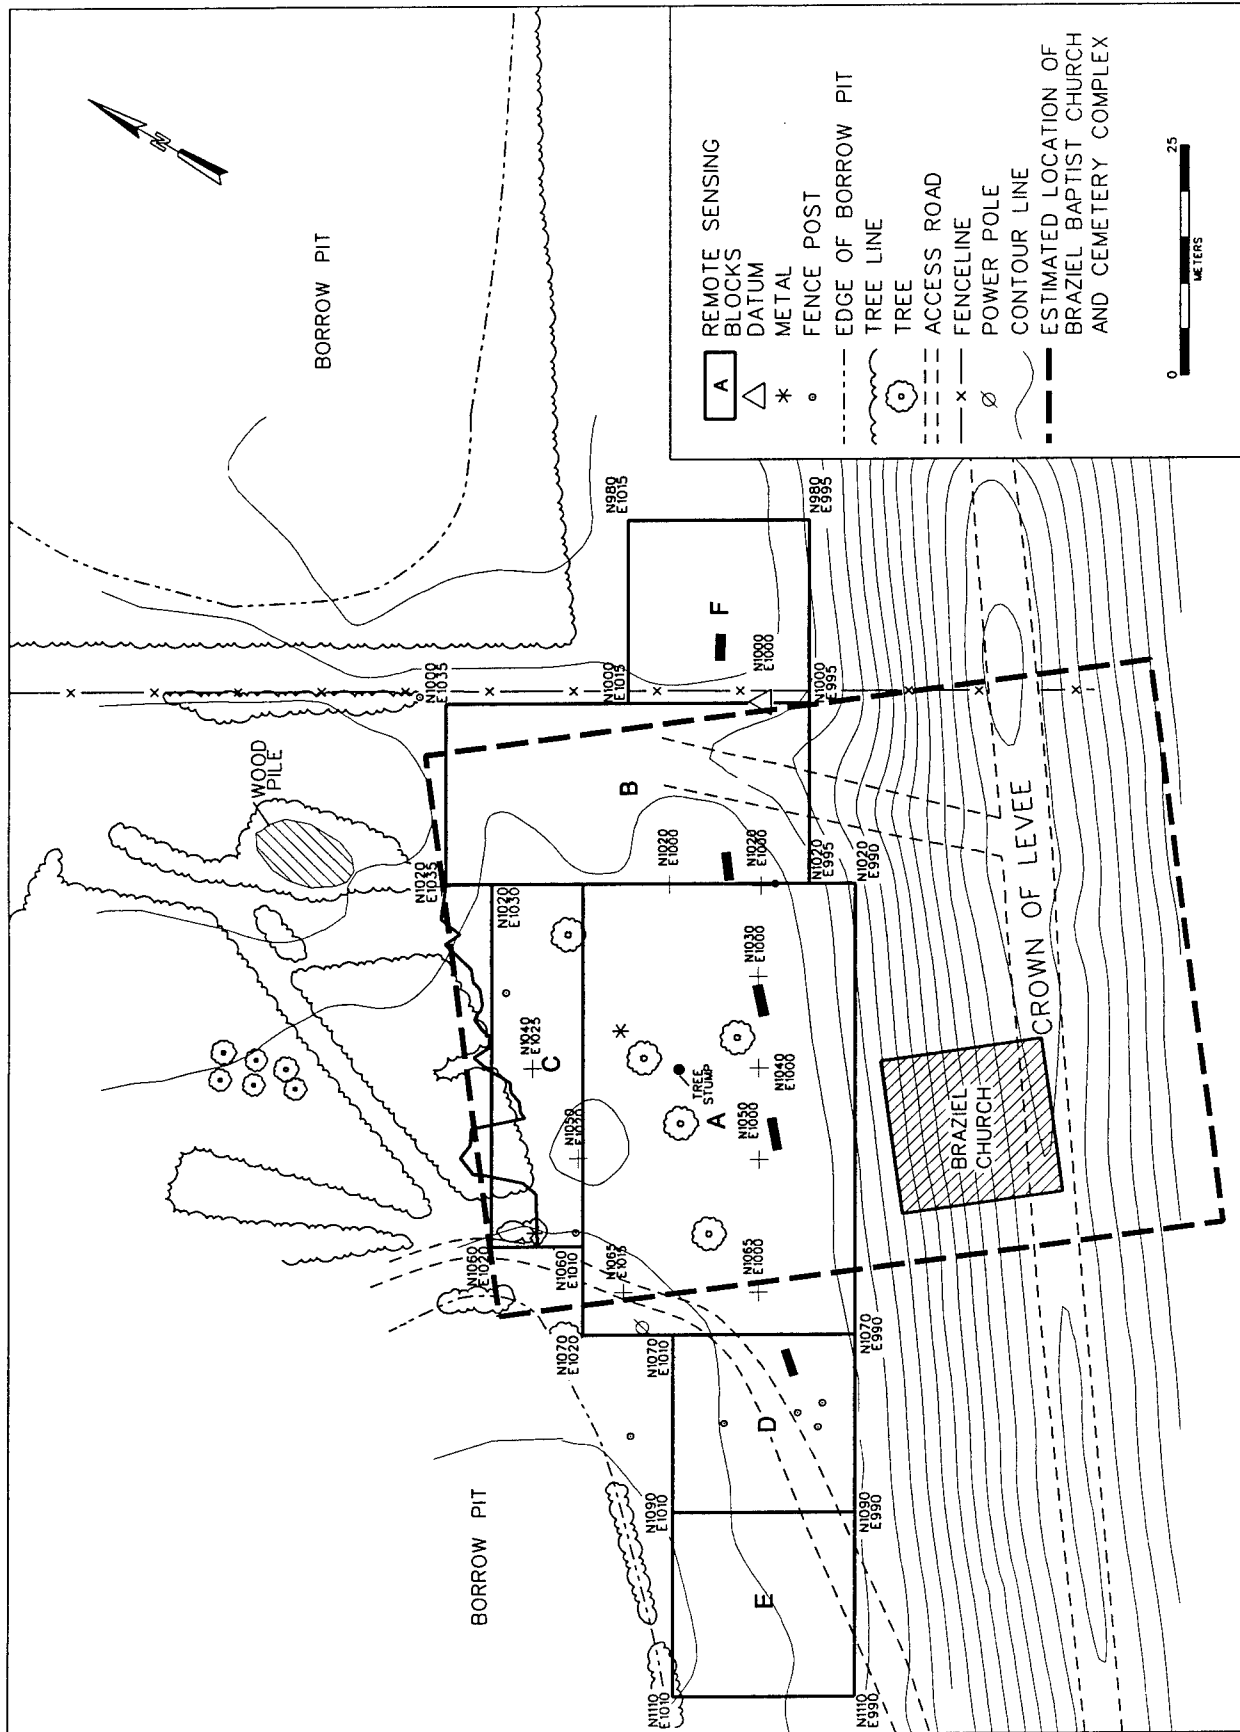 BORROW PIT
N
WOOD
PILE
REMOTE SENSING
BLOCKS
A
DATUM
METAL
FENCE POST
EDGE OF BORROW PIT
TREE LINE
TREE
ACCESS ROAD
FENCELINE
POWER POLE
CONTOUR LINE
ESTIMATED LOCATION OF
BRAZIEL BAPTIST CHURCH
AND CEMETERY COMPLEX
0
25
METERS
BORROW PIT
N1110
E1010
N1110
E990
E
N1090
E1010
N1090
E990
D
N1070
E1020
N1070
E1010
N1070
E990
N1060
E1020
N1060
E1010
N1065
E1015
N1065
E1000
N1050
N1050
E1000
A
TREE
STUMP
N1040
E1025
C
N1040
E1000
N1030
E1000
N1020
E1035
N1020
E1030
N1020
E1000
N1020
E1000
N1020
E995
N1020
E990
B
N1000
E1035
N1000
E1015
N1000
E1000
N1000
E995
F
N980
E1015
N980
E995
BRAZIEL
CHURCH
CROWN OF LEVEE